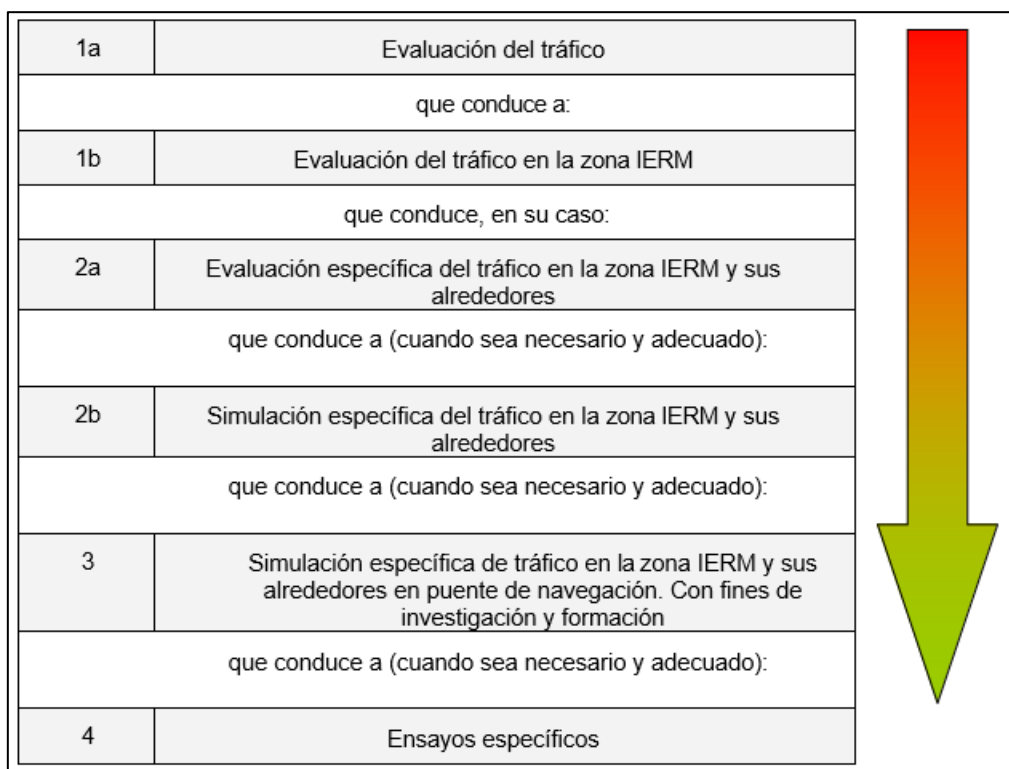 1a
Evaluación del tráfico
que conduce a:
1b
Evaluación del tráfico en la zona IERM
que conduce, en su caso:
2a
Evaluación específica del tráfico en la zona IERM y sus
alrededores
que conduce a (cuando sea necesario y adecuado):
2b
Simulación específica del tráfico en la zona IERM y sus
alrededores
que conduce a (cuando sea necesario y adecuado):
3
Simulación específica de tráfico en la zona IERM y sus
alrededores en puente de navegación. Con fines de
investigación y formación
que conduce a (cuando sea necesario y adecuado):
4
Ensayos específicos